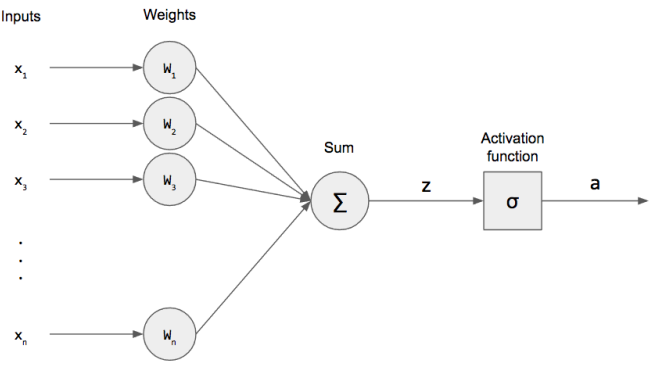 Inputs
Weights
x₁
W₁
x₂
W₂
Sum
Activation
function
x₃
W₃
Σ
z
σ
a
.
.
.
xₙ
Wₙ